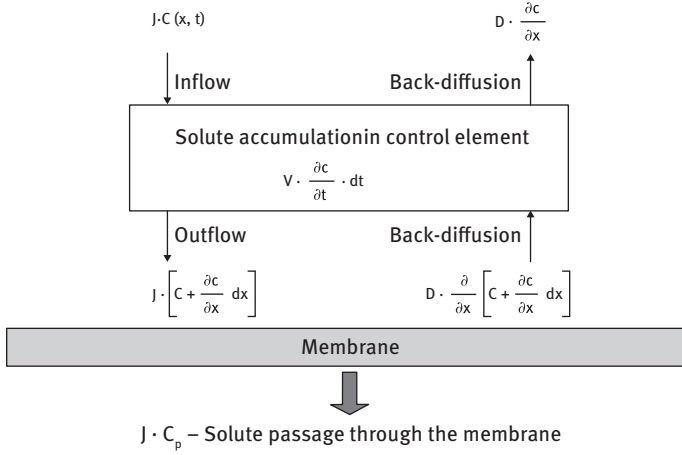 J·C (x, t)
D · ∂c/∂x
Inflow
Back-diffusion
Solute accumulationin control element
V · ∂c/∂t · dt
Outflow
Back-diffusion
J · [C + ∂c/∂x dx]
D · ∂/∂x [C + ∂c/∂x dx]
Membrane
J · Cₚ – Solute passage through the membrane